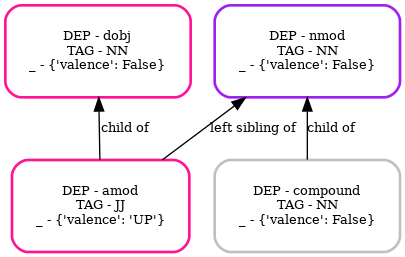 DEP - dobj
TAG - NN
_ - {'valence': False}
DEP - nmod
TAG - NN
_ - {'valence': False}
child of
left sibling of
child of
DEP - amod
TAG - JJ
_ - {'valence': 'UP'}
DEP - compound
TAG - NN
_ - {'valence': False}